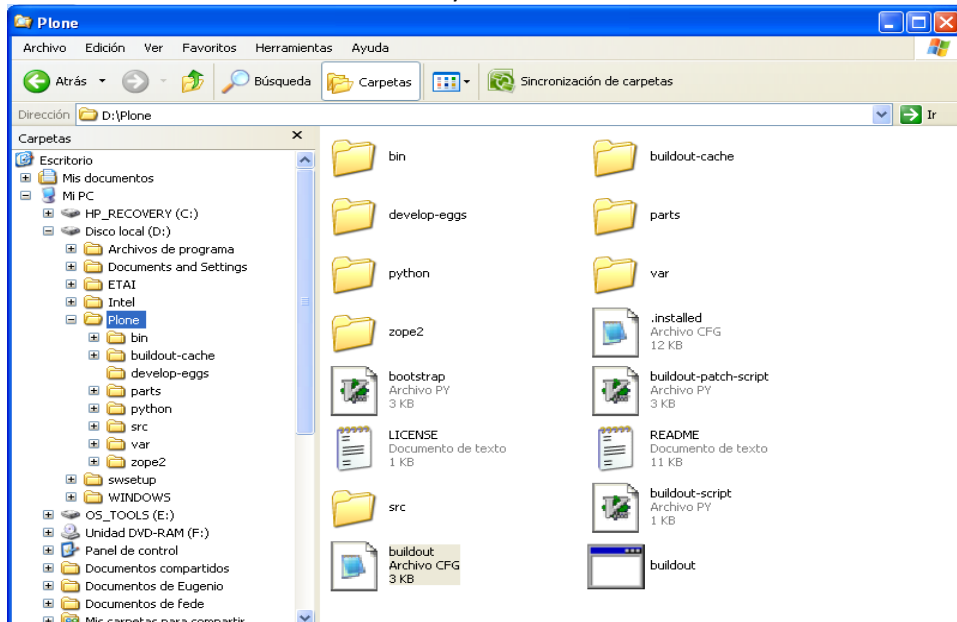 Plone
Archivo Edición Ver Favoritos Herramientas Ayuda
Atrás Búsqueda Carpetas Sincronización de carpetas
Dirección D:\Plone Ir
Carpetas
Escritorio
Mis documentos
Mi PC
HP_RECOVERY (C:)
Disco local (D:)
Archivos de programa
Documents and Settings
ETAI
Intel
Plone
bin
buildout-cache
develop-eggs
parts
python
src
var
zope2
swsetup
WINDOWS
OS_TOOLS (E:)
Unidad DVD-RAM (F:)
Panel de control
Documentos compartidos
Documentos de Eugenio
Documentos de fede
Mis carpetas para compartir
bin
buildout-cache
develop-eggs
parts
python
var
zope2
.installed
Archivo CFG
12 KB
bootstrap
Archivo PY
3 KB
buildout-patch-script
Archivo PY
3 KB
LICENSE
Documento de texto
1 KB
README
Documento de texto
11 KB
src
buildout-script
Archivo PY
1 KB
buildout
Archivo CFG
3 KB
buildout